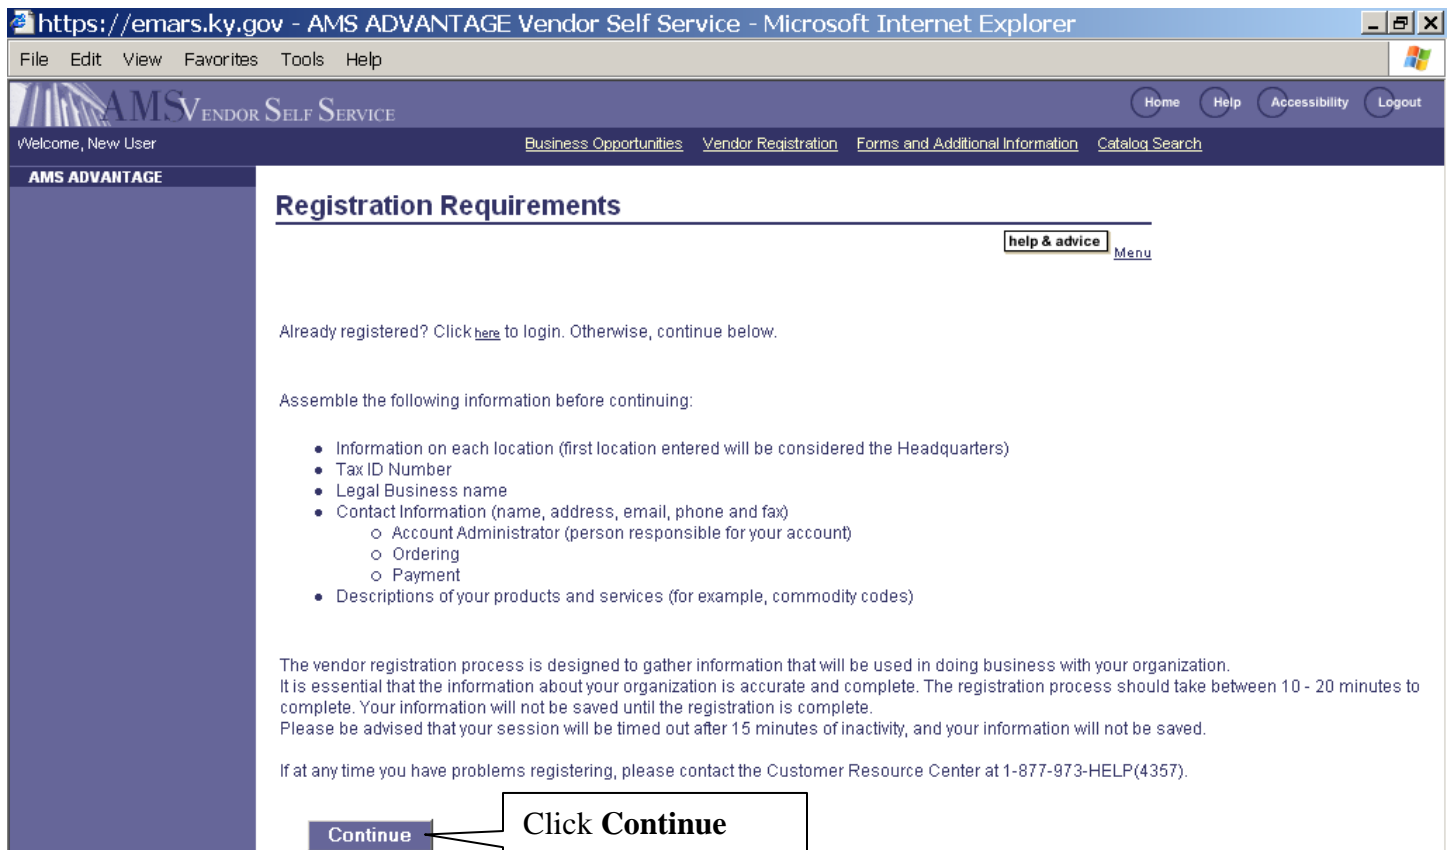 https://emars.ky.gov - AMS ADVANTAGE Vendor Self Service - Microsoft Internet Explorer
File Edit View Favorites Tools Help
AMS VENDOR SELF SERVICE
Home Help Accessibility Logout
Welcome, New User
Business Opportunities Vendor Registration Forms and Additional Information Catalog Search
AMS ADVANTAGE
Registration Requirements
help & advice
Menu
Already registered? Click here to login. Otherwise, continue below.
Assemble the following information before continuing:
● Information on each location (first location entered will be considered the Headquarters)
● Tax ID Number
● Legal Business name
● Contact Information (name, address, email, phone and fax)
○ Account Administrator (person responsible for your account)
○ Ordering
○ Payment
● Descriptions of your products and services (for example, commodity codes)
The vendor registration process is designed to gather information that will be used in doing business with your organization.
It is essential that the information about your organization is accurate and complete. The registration process should take between 10 - 20 minutes to
complete. Your information will not be saved until the registration is complete.
Please be advised that your session will be timed out after 15 minutes of inactivity, and your information will not be saved.
If at any time you have problems registering, please contact the Customer Resource Center at 1-877-973-HELP(4357).
Continue
Click Continue